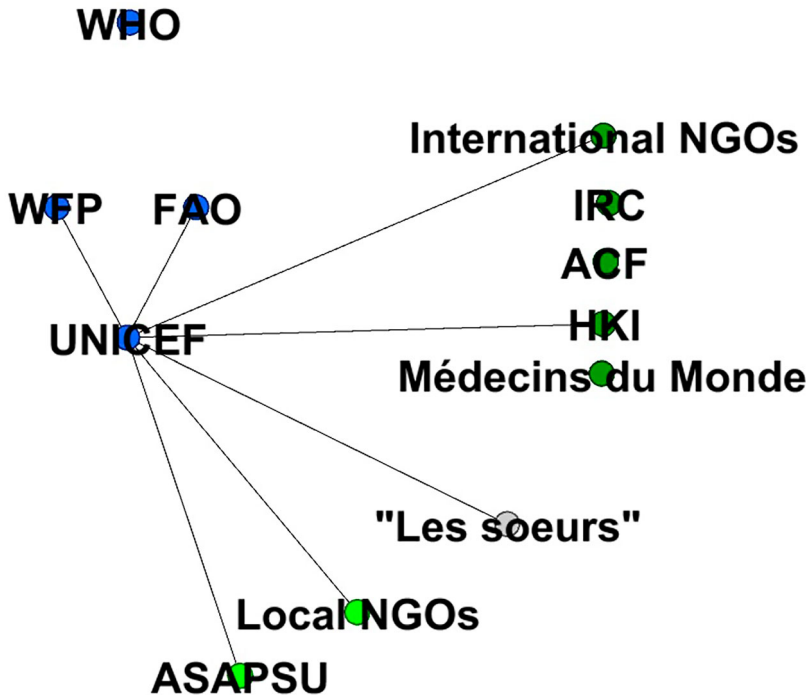 WHO
International NGOs
WFP
FAO
IRC
ACF
UNICEF
HKI
Médecins du Monde
"Les soeurs"
Local NGOs
ASAPSU